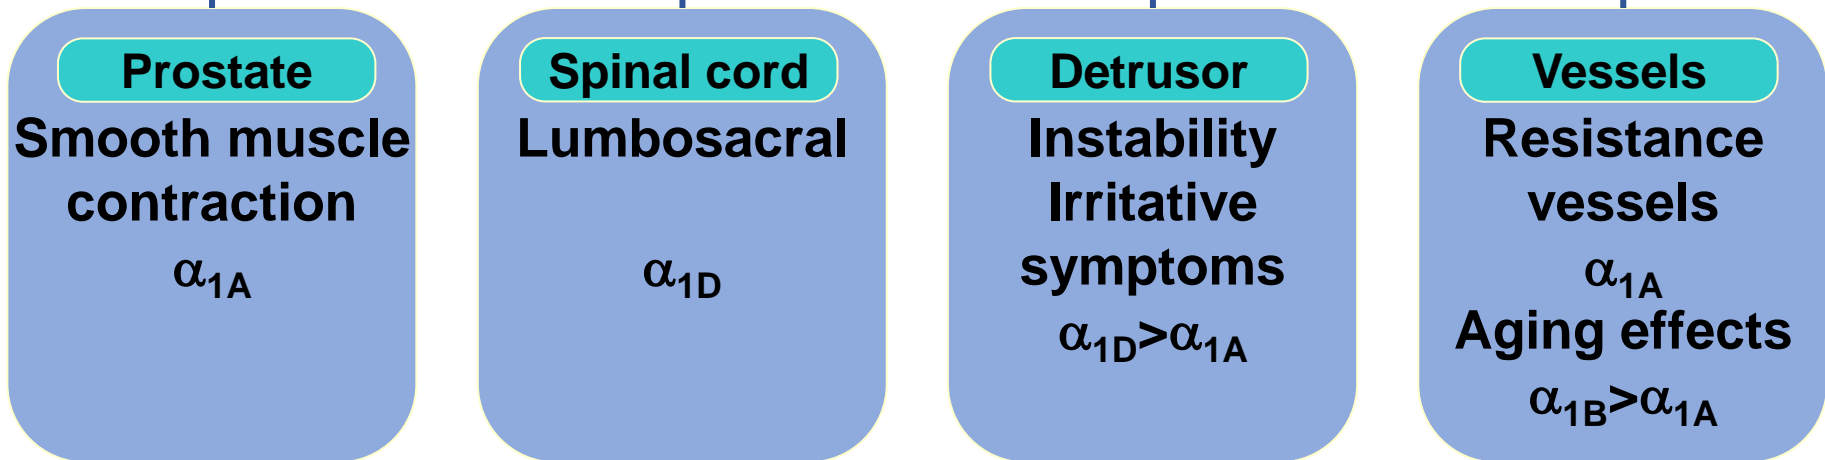 Prostate
Smooth muscle
contraction
α1A
Spinal cord
Lumbosacral
α1D
Detrusor
Instability
Irritative
symptoms
α1D>α1A
Vessels
Resistance
vessels
α1A
Aging effects
α1B>α1A